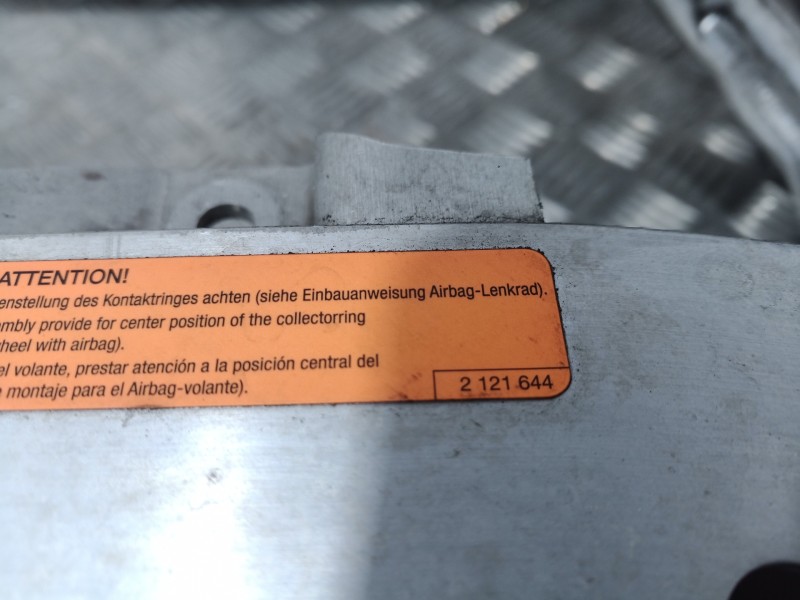 ATTENTION!
enstellung des Kontaktringes achten (siehe Einbauanweisung Airbag-Lenkrad).
mbly provide for center position of the collectorring
heel with airbag).
el volante, prestar atención a la posición central del
e montaje para el Airbag-volante).
2 121 644